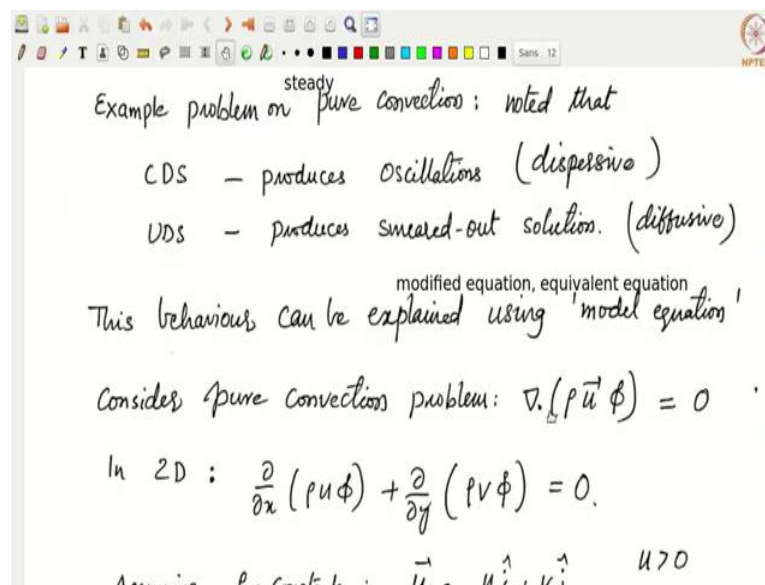 Sans 12
NPTE
steady
Example problem on pure convection: noted that
CDS – produces oscillations (dispersive)
UDS – produces smeared-out solution. (diffusive)
modified equation, equivalent equation
This behaviour can be explained using 'model equation'
Consider pure convection problem: ∇.(ρu⃗ φ) = 0
In 2D : ∂/∂x (ρuφ) + ∂/∂y (ρvφ) = 0.
u>0